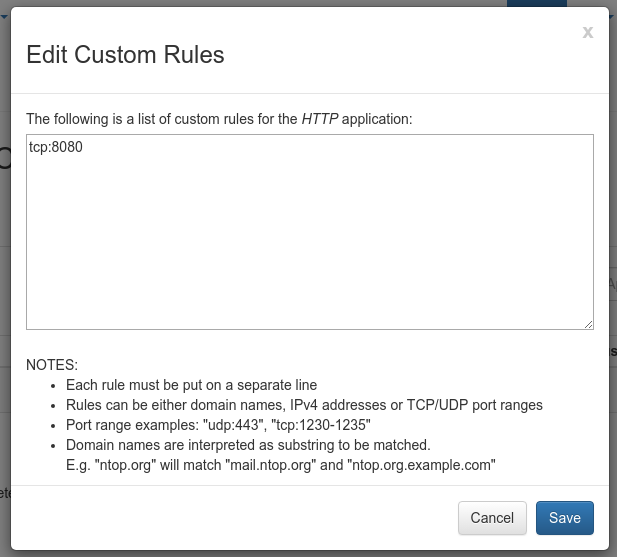 x
Edit Custom Rules
The following is a list of custom rules for the HTTP application:
tcp:8080
NOTES:
• Each rule must be put on a separate line
• Rules can be either domain names, IPv4 addresses or TCP/UDP port ranges
• Port range examples: "udp:443", "tcp:1230-1235"
• Domain names are interpreted as substring to be matched.
E.g. "ntop.org" will match "mail.ntop.org" and "ntop.org.example.com"
Cancel Save